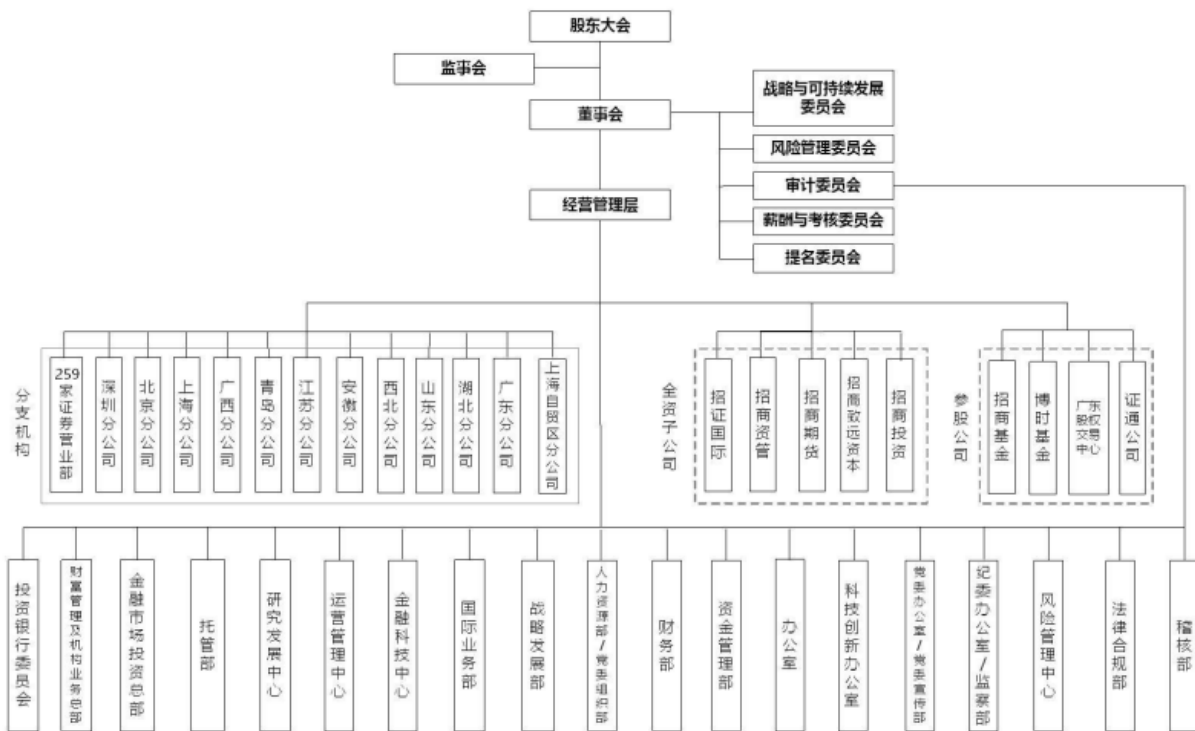 股东大会
监事会
董事会
战略与可持续发展
委员会
风险管理委员会
审计委员会
经营管理层
薪酬与考核委员会
提名委员会
分支机构
259
家证券营业部
深圳分公司
北京分公司
上海分公司
广西分公司
青岛分公司
江苏分公司
安徽分公司
西北分公司
山东分公司
湖北分公司
广东分公司
上海自贸区分公司
全资子公司
招证国际
招商资管
招商期货
招商致远资本
招商投资
参股公司
招商基金
博时基金
广东
股权
交易
中心
证通公司
投资银行委员会
财富管理及机构业务总部
金融市场投资总部
托管部
研究发展中心
运营管理中心
金融科技中心
国际业务部
战略发展部
人力资源部/党委组织部
财务部
资金管理部
办公室
科技创新办公室
党委办公室/党委宣传部
纪委办公室/监察部
风险管理中心
法律合规部
稽核部